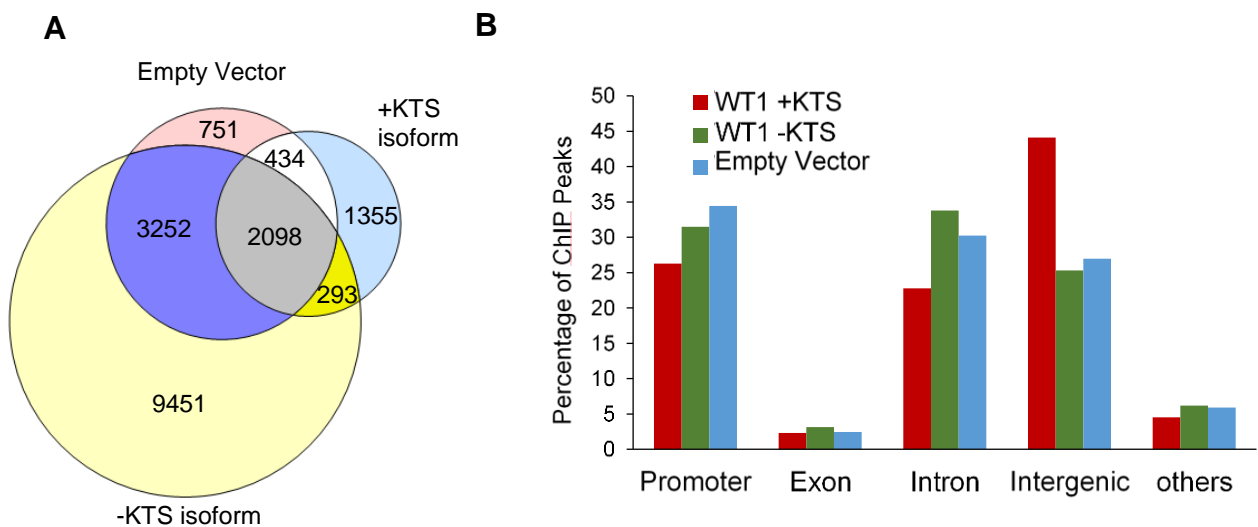 A
Empty Vector
+KTS
isoform
751
434
1355
3252
2098
293
9451
-KTS isoform
B
Percentage of ChIP Peaks
50
45
40
35
30
25
20
15
10
5
0
WT1 +KTS
WT1 -KTS
Empty Vector
Promoter Exon Intron Intergenic others